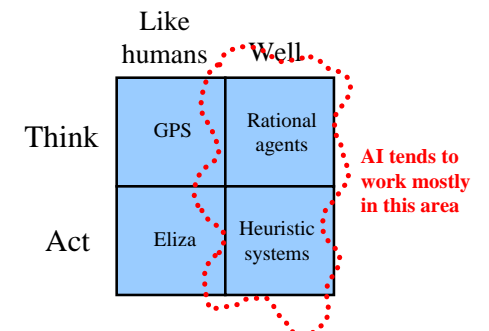 Like
humans
Well
Think
GPS
Rational
agents
AI tends to
work mostly
in this area
Act
Eliza
Heuristic
systems